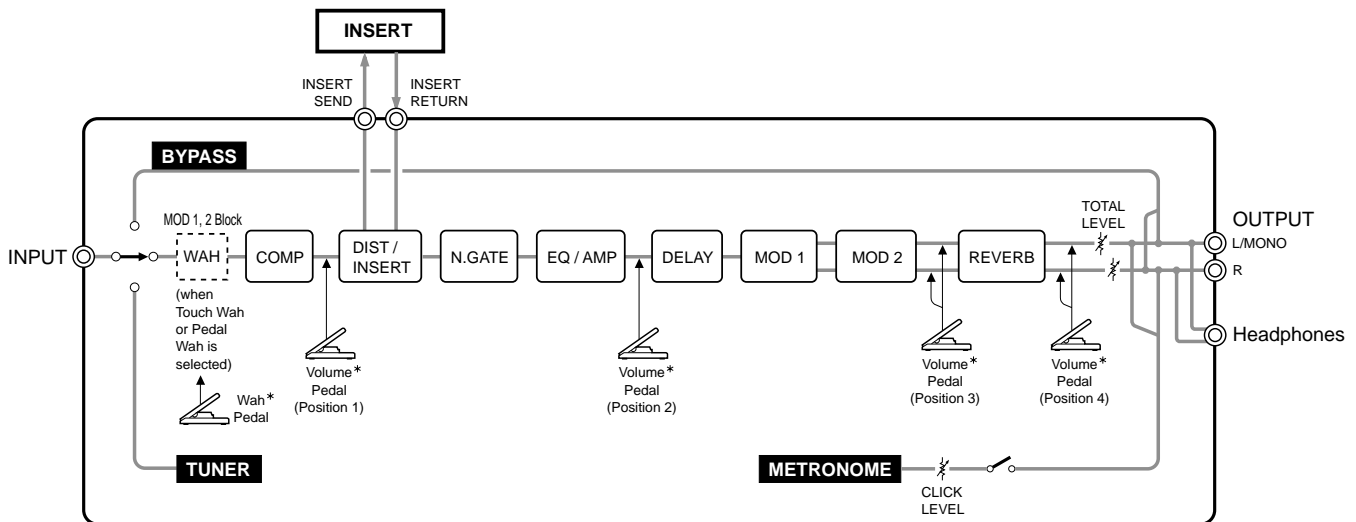 INSERT
INSERT
SEND
INSERT
RETURN
BYPASS
MOD 1, 2 Block
TOTAL
LEVEL
OUTPUT
L/MONO
R
INPUT
WAH
COMP
DIST /
INSERT
N.GATE
EQ / AMP
DELAY
MOD 1
MOD 2
REVERB
Headphones
(when
Touch Wah
or Pedal
Wah is
selected)
Wah*
Pedal
Volume*
Pedal
(Position 1)
Volume*
Pedal
(Position 2)
Volume*
Pedal
(Position 3)
Volume*
Pedal
(Position 4)
TUNER
METRONOME
CLICK
LEVEL